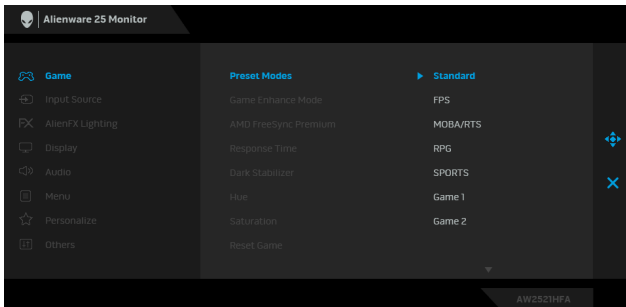 Alienware 25 Monitor
Game Preset Modes Standard
Input Source Game Enhance Mode FPS
FX AlienFX Lighting AMD FreeSync Premium MOBA/RTS
Display Response Time RPG
Audio Dark Stabilizer SPORTS
Menu Hue Game 1
Personalize Saturation Game 2
Others Reset Game
AW2521HFA